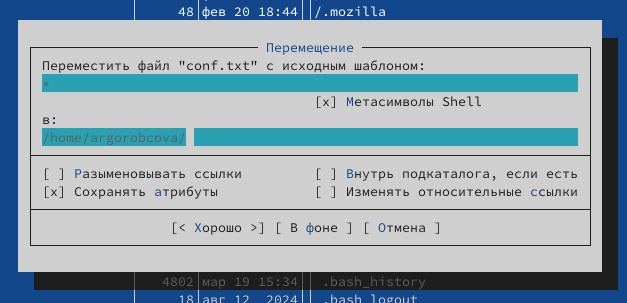 48 фев 20 18:44 /.mozilla
Перемещение
Переместить файл "conf.txt" с исходным шаблоном:
*
[x] Метасимволы Shell
в:
/home/argorobcova/
[ ] Разыменовывать ссылки [ ] Внутрь подкаталога, если есть
[x] Сохранять атрибуты [ ] Изменять относительные ссылки
[< Хорошо >] [ В фоне ] [ Отмена ]
4802 мар 19 15:34 .bash_history
18 авг 12 2024 .bash_logout